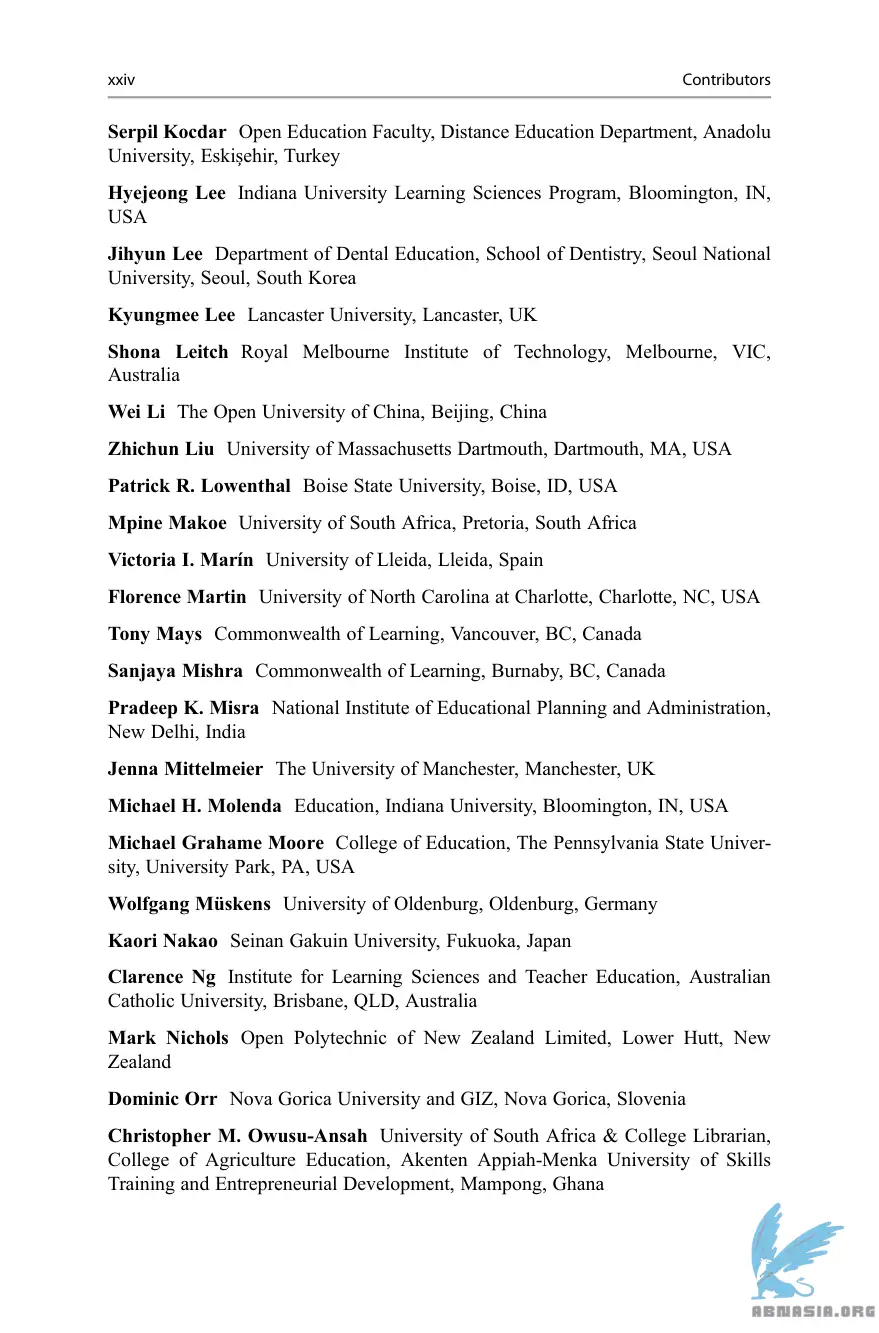 xxiv Contributors
Serpil Kocdar Open Education Faculty, Distance Education Department, Anadolu
University, Eskişehir, Turkey
Hyejeong Lee Indiana University Learning Sciences Program, Bloomington, IN,
USA
Jihyun Lee Department of Dental Education, School of Dentistry, Seoul National
University, Seoul, South Korea
Kyungmee Lee Lancaster University, Lancaster, UK
Shona Leitch Royal Melbourne Institute of Technology, Melbourne, VIC,
Australia
Wei Li The Open University of China, Beijing, China
Zhichun Liu University of Massachusetts Dartmouth, Dartmouth, MA, USA
Patrick R. Lowenthal Boise State University, Boise, ID, USA
Mpine Makoe University of South Africa, Pretoria, South Africa
Victoria I. Marín University of Lleida, Lleida, Spain
Florence Martin University of North Carolina at Charlotte, Charlotte, NC, USA
Tony Mays Commonwealth of Learning, Vancouver, BC, Canada
Sanjaya Mishra Commonwealth of Learning, Burnaby, BC, Canada
Pradeep K. Misra National Institute of Educational Planning and Administration,
New Delhi, India
Jenna Mittelmeier The University of Manchester, Manchester, UK
Michael H. Molenda Education, Indiana University, Bloomington, IN, USA
Michael Grahame Moore College of Education, The Pennsylvania State Univer-
sity, University Park, PA, USA
Wolfgang Müskens University of Oldenburg, Oldenburg, Germany
Kaori Nakao Seinan Gakuin University, Fukuoka, Japan
Clarence Ng Institute for Learning Sciences and Teacher Education, Australian
Catholic University, Brisbane, QLD, Australia
Mark Nichols Open Polytechnic of New Zealand Limited, Lower Hutt, New
Zealand
Dominic Orr Nova Gorica University and GIZ, Nova Gorica, Slovenia
Christopher M. Owusu-Ansah University of South Africa & College Librarian,
College of Agriculture Education, Akenten Appiah-Menka University of Skills
Training and Entrepreneurial Development, Mampong, Ghana
ABNASIA.ORG